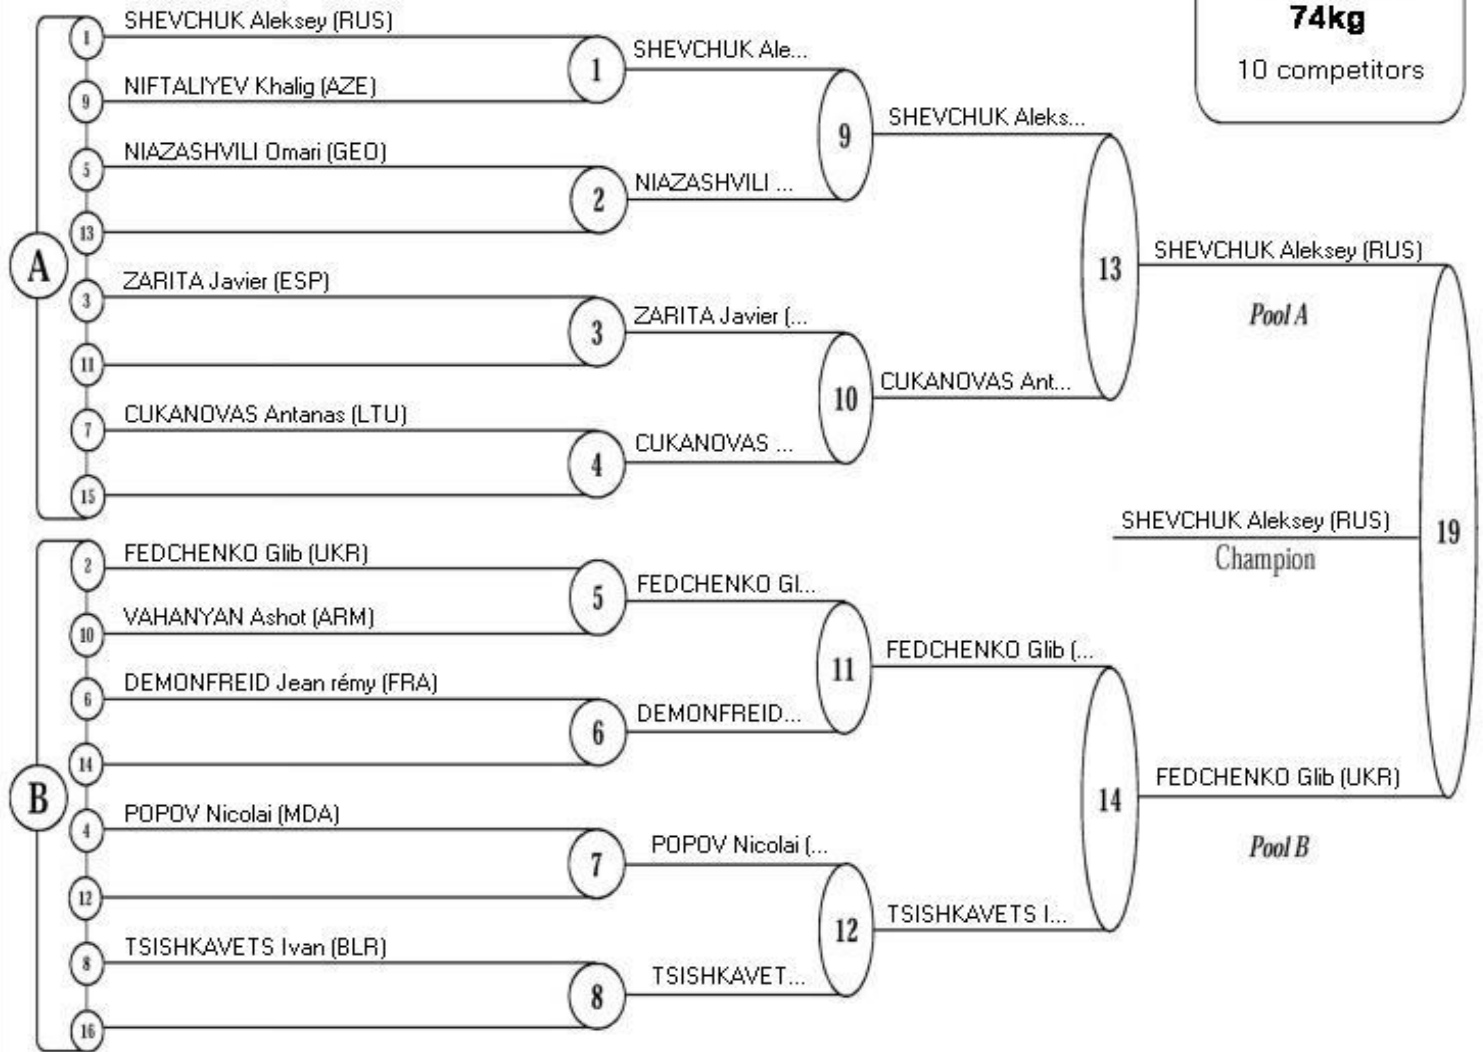 74kg
10 competitors
A
1
SHEVCHUK Aleksey (RUS)
9
NIFTALIYEV Khalig (AZE)
5
NIAZASHVILI Omari (GEO)
13
3
ZARITA Javier (ESP)
11
7
CUKANOVAS Antanas (LTU)
15
B
2
FEDCHENKO Glib (UKR)
10
VAHANYAN Ashot (ARM)
6
DEMONFREID Jean rémy (FRA)
14
4
POPOV Nicolai (MDA)
12
8
TSISHKAVETS Ivan (BLR)
16
1
SHEVCHUK Ale...
2
NIAZASHVILI ...
3
ZARITA Javier (...
4
CUKANOVAS ...
5
FEDCHENKO Gl...
6
DEMONFREID...
7
POPOV Nicolai (...
8
TSISHKAVET...
9
SHEVCHUK Aleks...
10
CUKANOVAS Ant...
11
FEDCHENKO Glib (...
12
TSISHKAVETS I...
13
SHEVCHUK Aleksey (RUS)
Pool A
14
FEDCHENKO Glib (UKR)
Pool B
19
SHEVCHUK Aleksey (RUS)
Champion